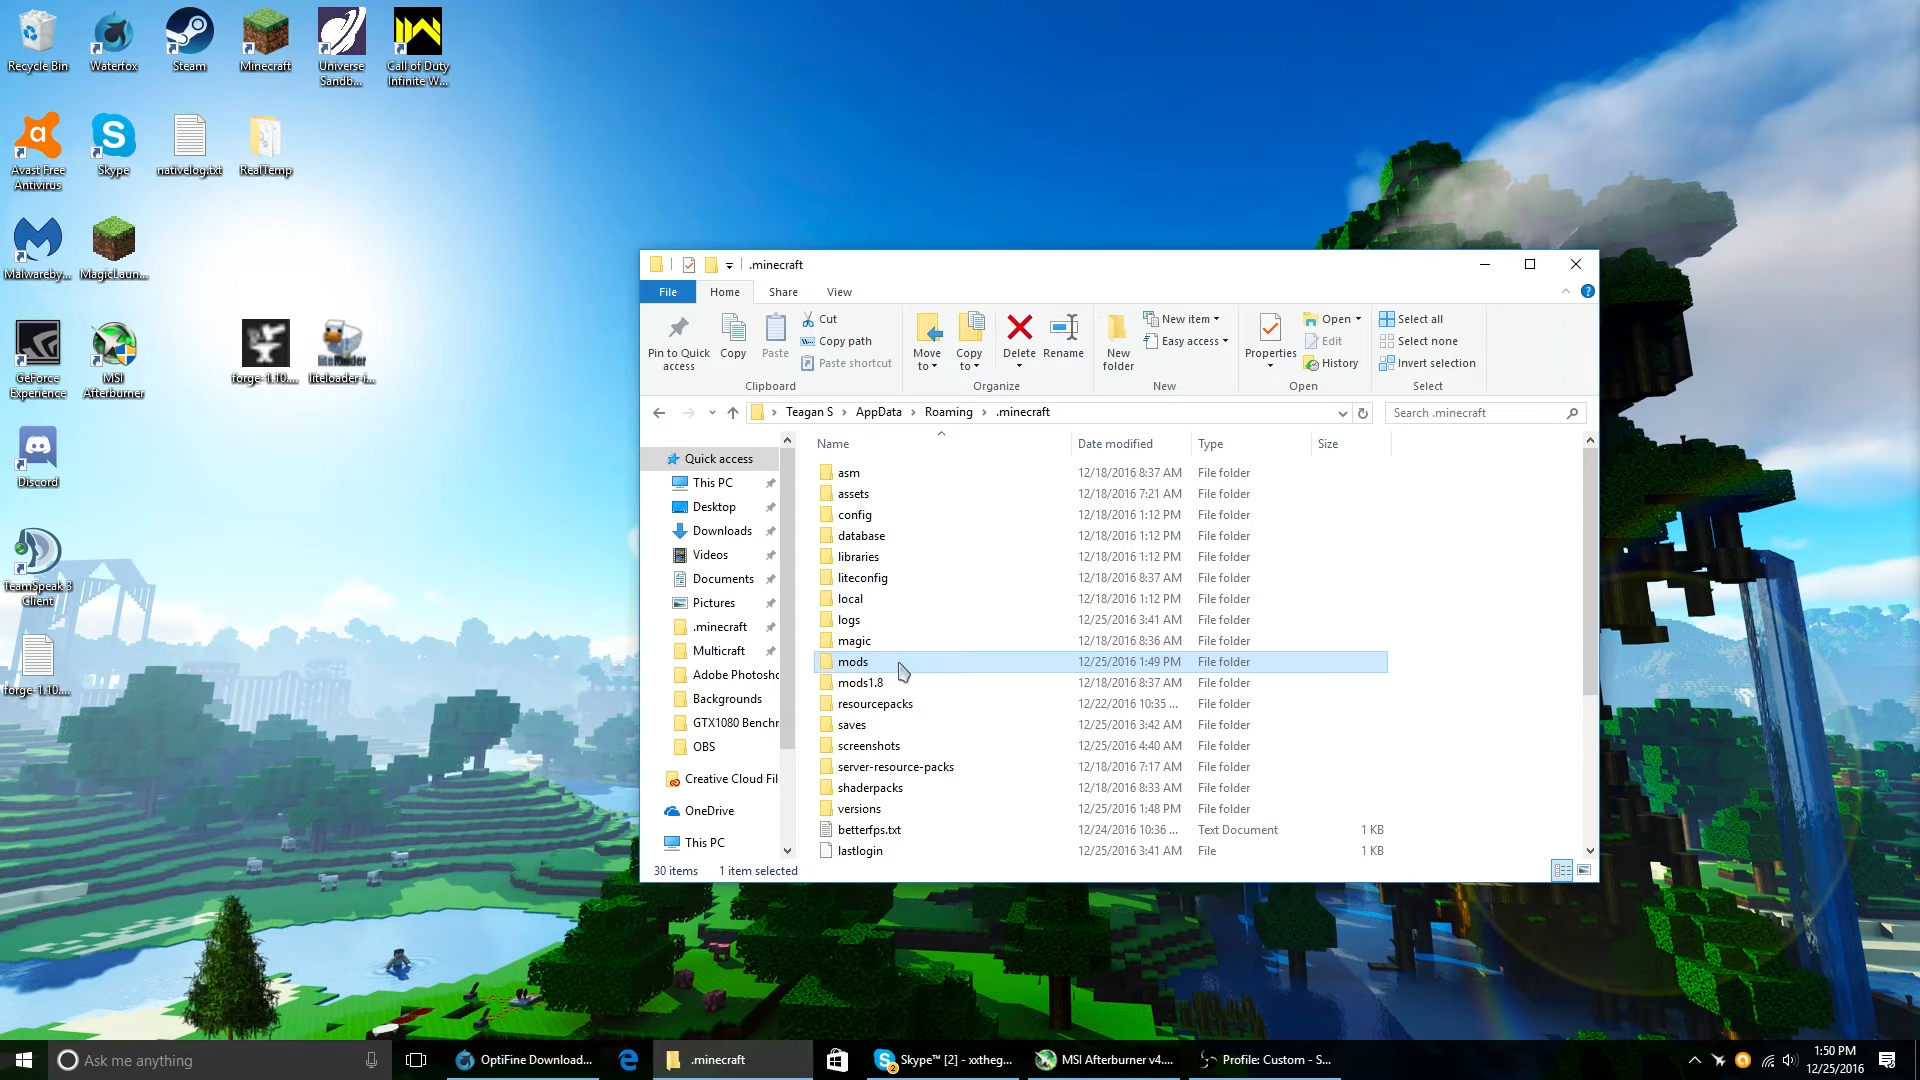 Recycle Bin
Waterfox
Steam
Minecraft
Universe Sandb...
Call of Duty Infinite W...
Avast Free Antivirus
Skype
nativelog.txt
RealTemp
Malwareby...
MagicLaun...
GeForce Experience
MSI Afterburner
forge-1.10....
liteloader-i...
Discord
TeamSpeak 3 Client
forge-1.10....
.minecraft
File
Home
Share
View
Pin to Quick access
Copy
Paste
Cut
Copy path
Paste shortcut
Clipboard
Move to
Copy to
Delete
Rename
Organize
New folder
New item
Easy access
New
Properties
Open
Edit
History
Open
Select all
Select none
Invert selection
Select
Teagan S
AppData
Roaming
.minecraft
Search .minecraft
Quick access
This PC
Desktop
Downloads
Videos
Documents
Pictures
.minecraft
Multicraft
Adobe Photosho
Backgrounds
GTX1080 Benchr
OBS
Creative Cloud Fil
OneDrive
This PC
Name Date modified Type Size
asm 12/18/2016 8:37 AM File folder
assets 12/18/2016 7:21 AM File folder
config 12/18/2016 1:12 PM File folder
database 12/18/2016 1:12 PM File folder
libraries 12/18/2016 1:12 PM File folder
liteconfig 12/18/2016 8:37 AM File folder
local 12/18/2016 1:12 PM File folder
logs 12/25/2016 3:41 AM File folder
magic 12/18/2016 8:36 AM File folder
mods 12/25/2016 1:49 PM File folder
mods1.8 12/18/2016 8:37 AM File folder
resourcepacks 12/22/2016 10:35 ... File folder
saves 12/25/2016 3:42 AM File folder
screenshots 12/25/2016 4:40 AM File folder
server-resource-packs 12/18/2016 7:17 AM File folder
shaderpacks 12/18/2016 8:33 AM File folder
versions 12/25/2016 1:48 PM File folder
betterfps.txt 12/24/2016 10:36 ... Text Document 1 KB
lastlogin 12/25/2016 3:41 AM File 1 KB
30 items 1 item selected
Ask me anything
OptiFine Download...
.minecraft
Skype™ [2] - xxtheg...
MSI Afterburner v4....
Profile: Custom - S...
1:50 PM
12/25/2016